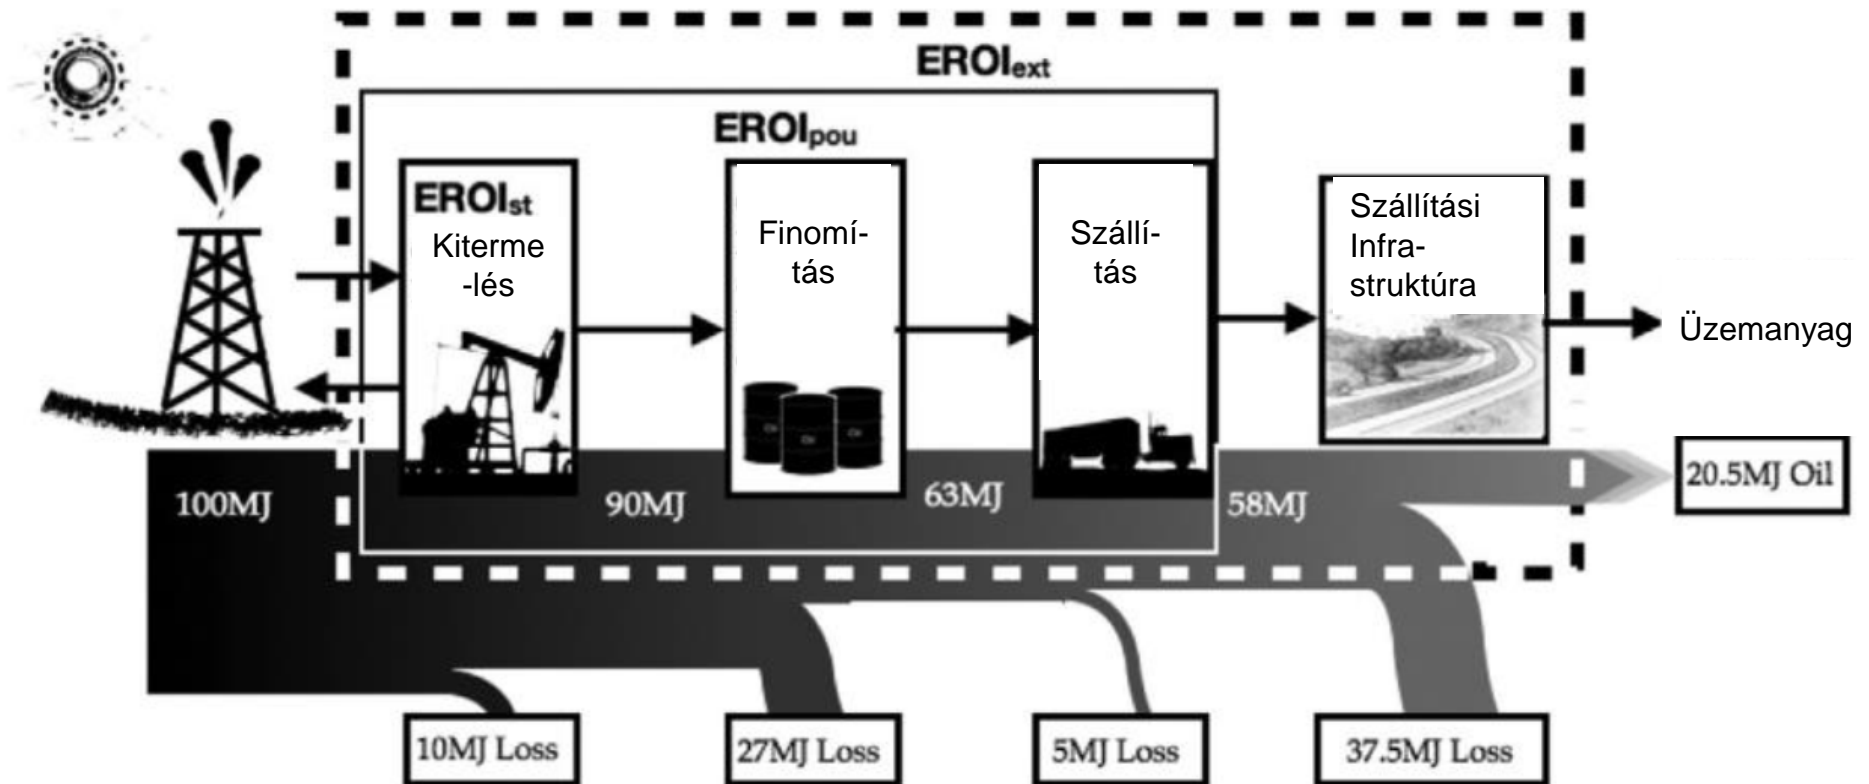 EROIext
EROIpou
EROIst
Kiterme
-lés
Finomí-
tás
Szállí-
tás
Szállítási
Infra-
struktúra
Üzemanyag
100MJ
90MJ
63MJ
58MJ
20.5MJ Oil
10MJ Loss
27MJ Loss
5MJ Loss
37.5MJ Loss